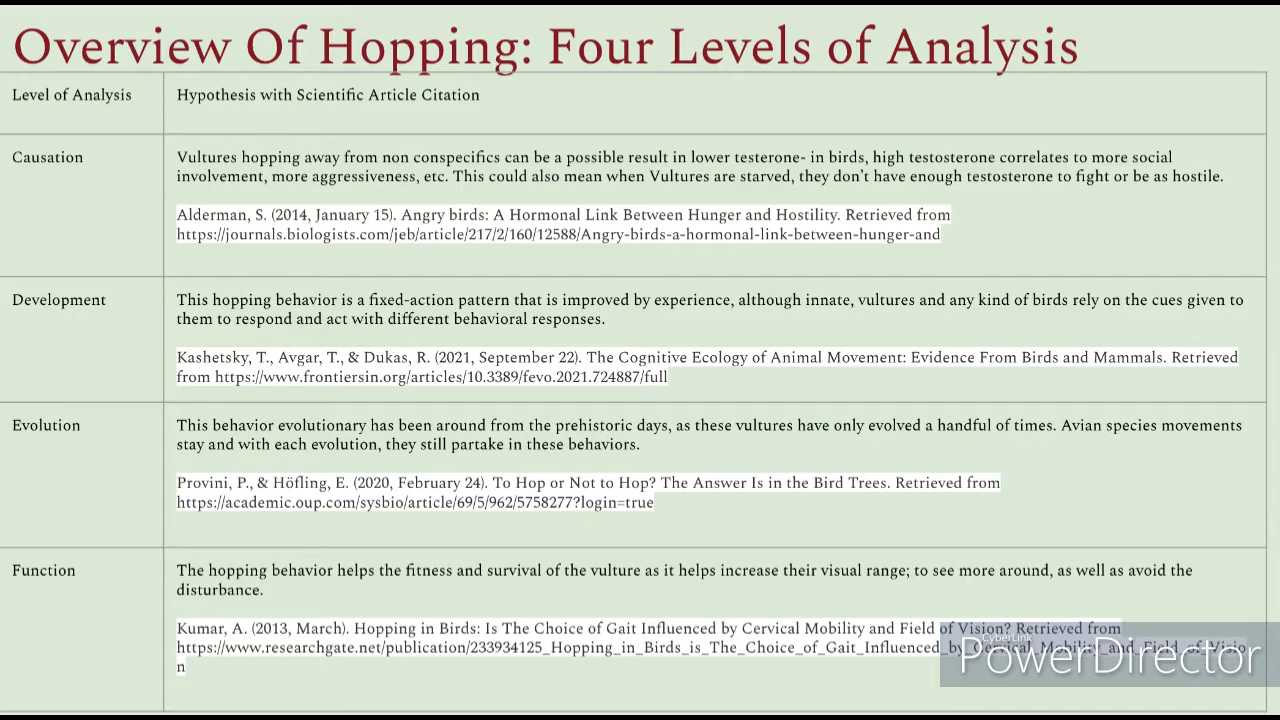 Overview Of Hopping: Four Levels of Analysis
Level of Analysis
Hypothesis with Scientific Article Citation
Causation
Vultures hopping away from non conspecifics can be a possible result in lower testerone- in birds, high testosterone correlates to more social
involvement, more aggressiveness, etc. This could also mean when Vultures are starved, they don't have enough testosterone to fight or be as hostile.
Alderman, S. (2014, January 15). Angry birds: A Hormonal Link Between Hunger and Hostility. Retrieved from
https://journals.biologists.com/jeb/article/217/2/160/12588/Angry-birds-a-hormonal-link-between-hunger-and
Development
This hopping behavior is a fixed-action pattern that is improved by experience, although innate, vultures and any kind of birds rely on the cues given to
them to respond and act with different behavioral responses.
Kashetsky, T., Avgar, T., & Dukas, R. (2021, September 22). The Cognitive Ecology of Animal Movement: Evidence From Birds and Mammals. Retrieved
from https://www.frontiersin.org/articles/10.3389/fevo.2021.724887/full
Evolution
This behavior evolutionary has been around from the prehistoric days, as these vultures have only evolved a handful of times. Avian species movements
stay and with each evolution, they still partake in these behaviors.
Provini, P., & Höfling, E. (2020, February 24). To Hop or Not to Hop? The Answer Is in the Bird Trees. Retrieved from
https://academic.oup.com/sysbio/article/69/5/962/5758277?login=true
Function
The hopping behavior helps the fitness and survival of the vulture as it helps increase their visual range; to see more around, as well as avoid the
disturbance.
Kumar, A. (2013, March). Hopping in Birds: Is The Choice of Gait Influenced by Cervical Mobility and Field of Vision? Retrieved from
https://www.researchgate.net/publication/233934125_Hopping_in_Birds_is_The_Choice_of_Gait_Influenced_by_Cervical_Mobility_and_Field_of_Visio
n
CyberLink
PowerDirector